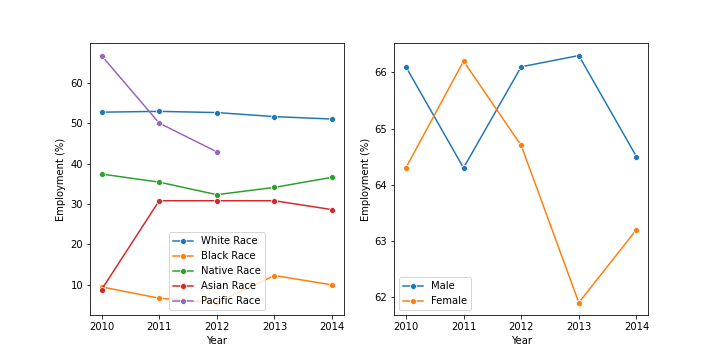 60
50
40
30
20
10
Employment (%)
2010 2011 2012 2013 2014
Year
White Race
Black Race
Native Race
Asian Race
Pacific Race
66
65
64
63
62
Employment (%)
2010 2011 2012 2013 2014
Year
Male
Female